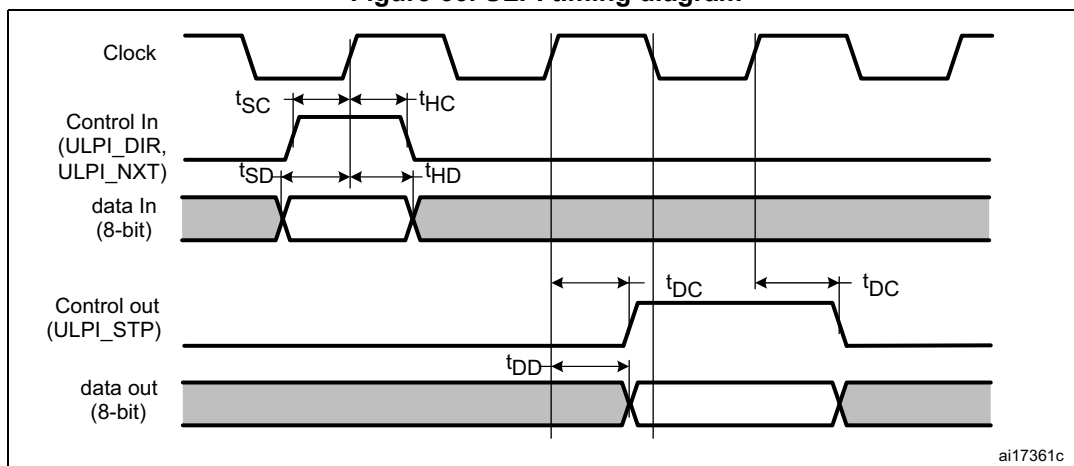 Clock
tSC
tHC
Control In
(ULPI_DIR,
ULPI_NXT)
tSD
tHD
data In
(8-bit)
tDC
tDC
Control out
(ULPI_STP)
tDD
data out
(8-bit)
ai17361c